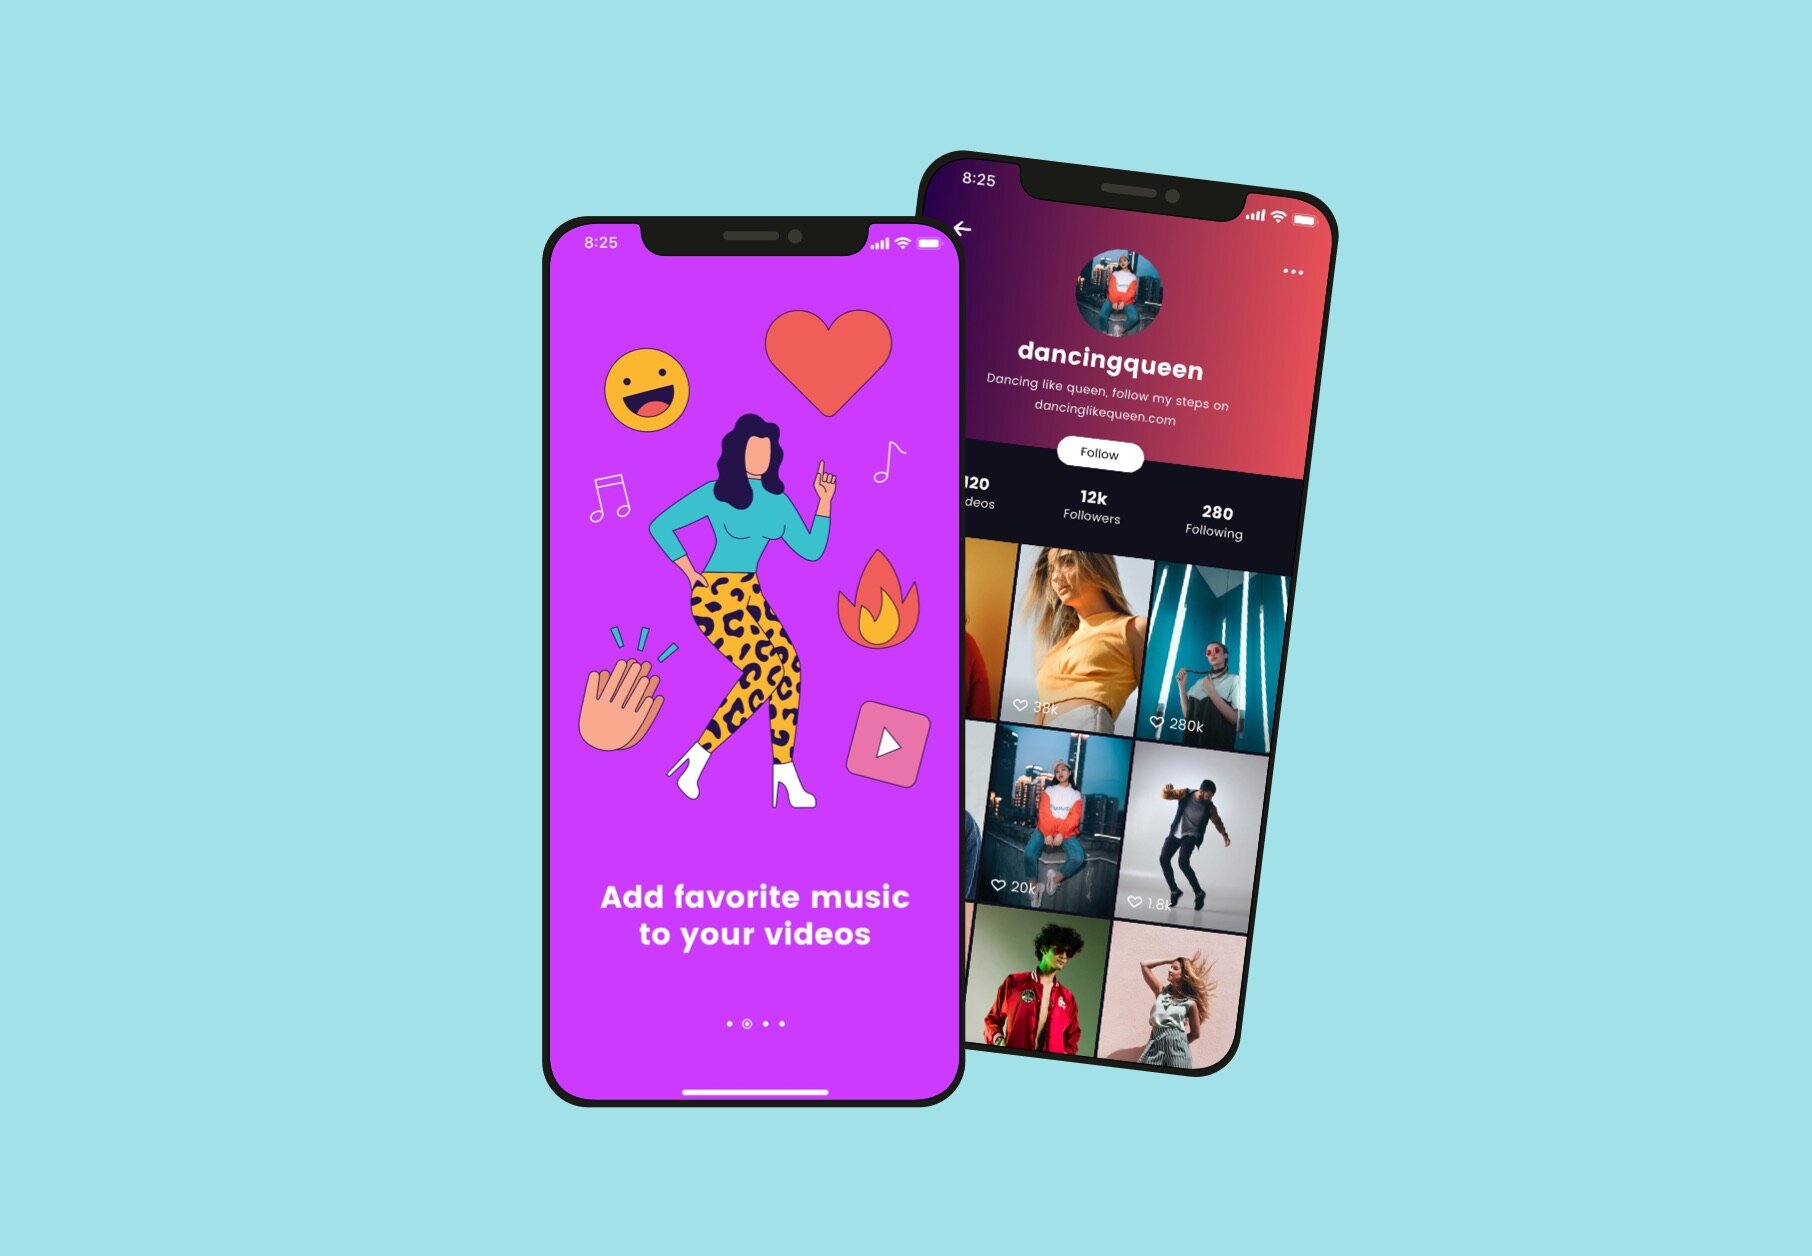 8:25
Add favorite music
to your videos
8:25
dancingqueen
Dancing like queen, follow my steps on
dancinglikequeen.com
Follow
120
12k
280
deos
Followers
Following
38k
280k
20k
1.8k